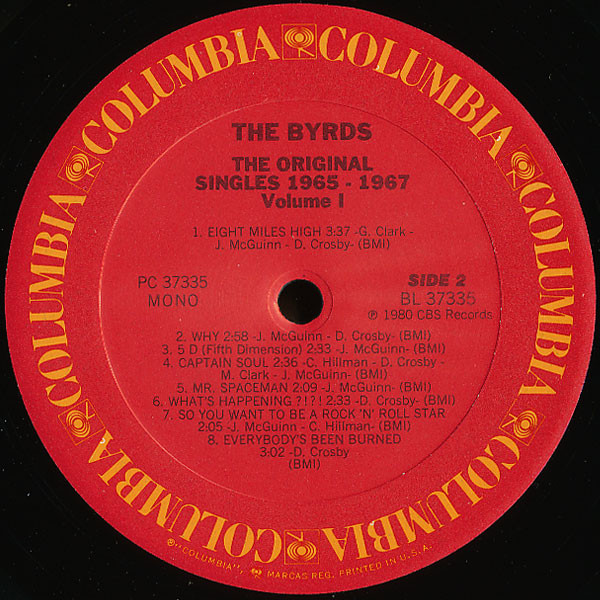 COLUMBIA COLUMBIA COLUMBIA COLUMBIA COLUMBIA COLUMBIA
THE BYRDS
THE ORIGINAL
SINGLES 1965 - 1967
Volume I
1. EIGHT MILES HIGH 3:37 -G. Clark -
J. McGuinn - D. Crosby- (BMI)
PC 37335
MONO
SIDE 2
BL 37335
℗ 1980 CBS Records
2. WHY 2:58 -J. McGuinn - D. Crosby- (BMI)
3. 5 D (Fifth Dimension) 2:33 -J. McGuinn- (BMI)
4. CAPTAIN SOUL 2:36 -C. Hillman - D. Crosby -
M. Clark - J. McGuinn- (BMI)
5. MR. SPACEMAN 2:09 -J. McGuinn- (BMI)
6. WHAT'S HAPPENING ?!?! 2:33 -D. Crosby- (BMI)
7. SO YOU WANT TO BE A ROCK 'N' ROLL STAR
2:05 -J. McGuinn - C. Hillman- (BMI)
8. EVERYBODY'S BEEN BURNED
3:02 -D. Crosby
(BMI)
®"COLUMBIA", MARCAS REG. PRINTED IN U.S.A.